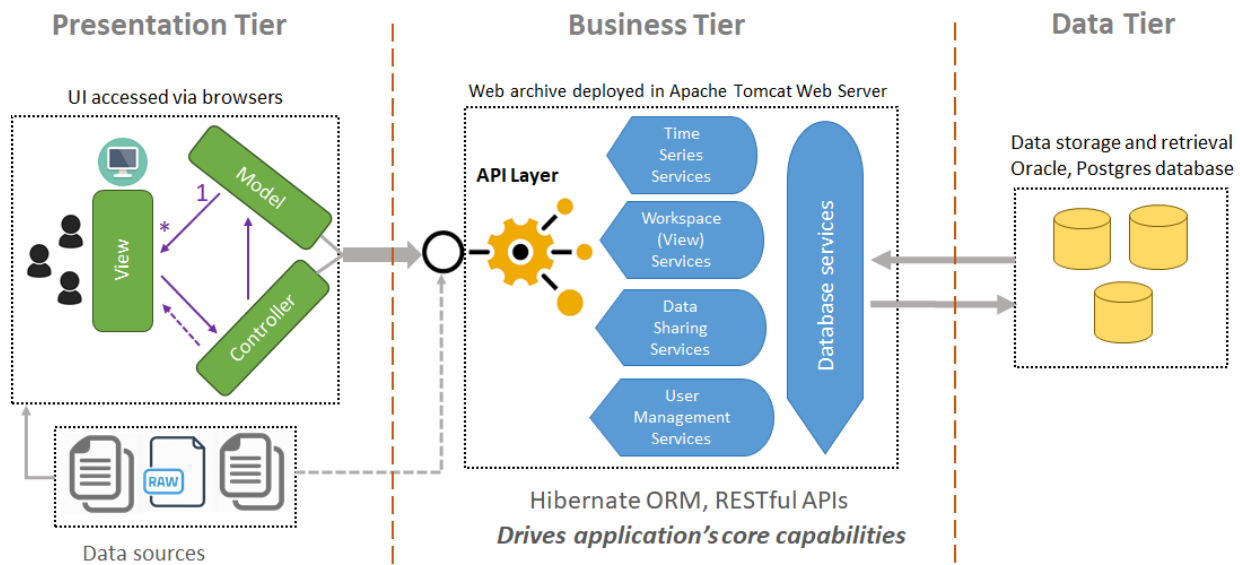 Presentation Tier
Business Tier
Data Tier
UI accessed via browsers
Web archive deployed in Apache Tomcat Web Server
Data storage and retrieval
Oracle, Postgres database
Model
1
*
View
Controller
API Layer
Time
Series
Services
Workspace
(View)
Services
Data
Sharing
Services
User
Management
Services
Database services
RAW
Data sources
Hibernate ORM, RESTful APIs
Drives application's core capabilities